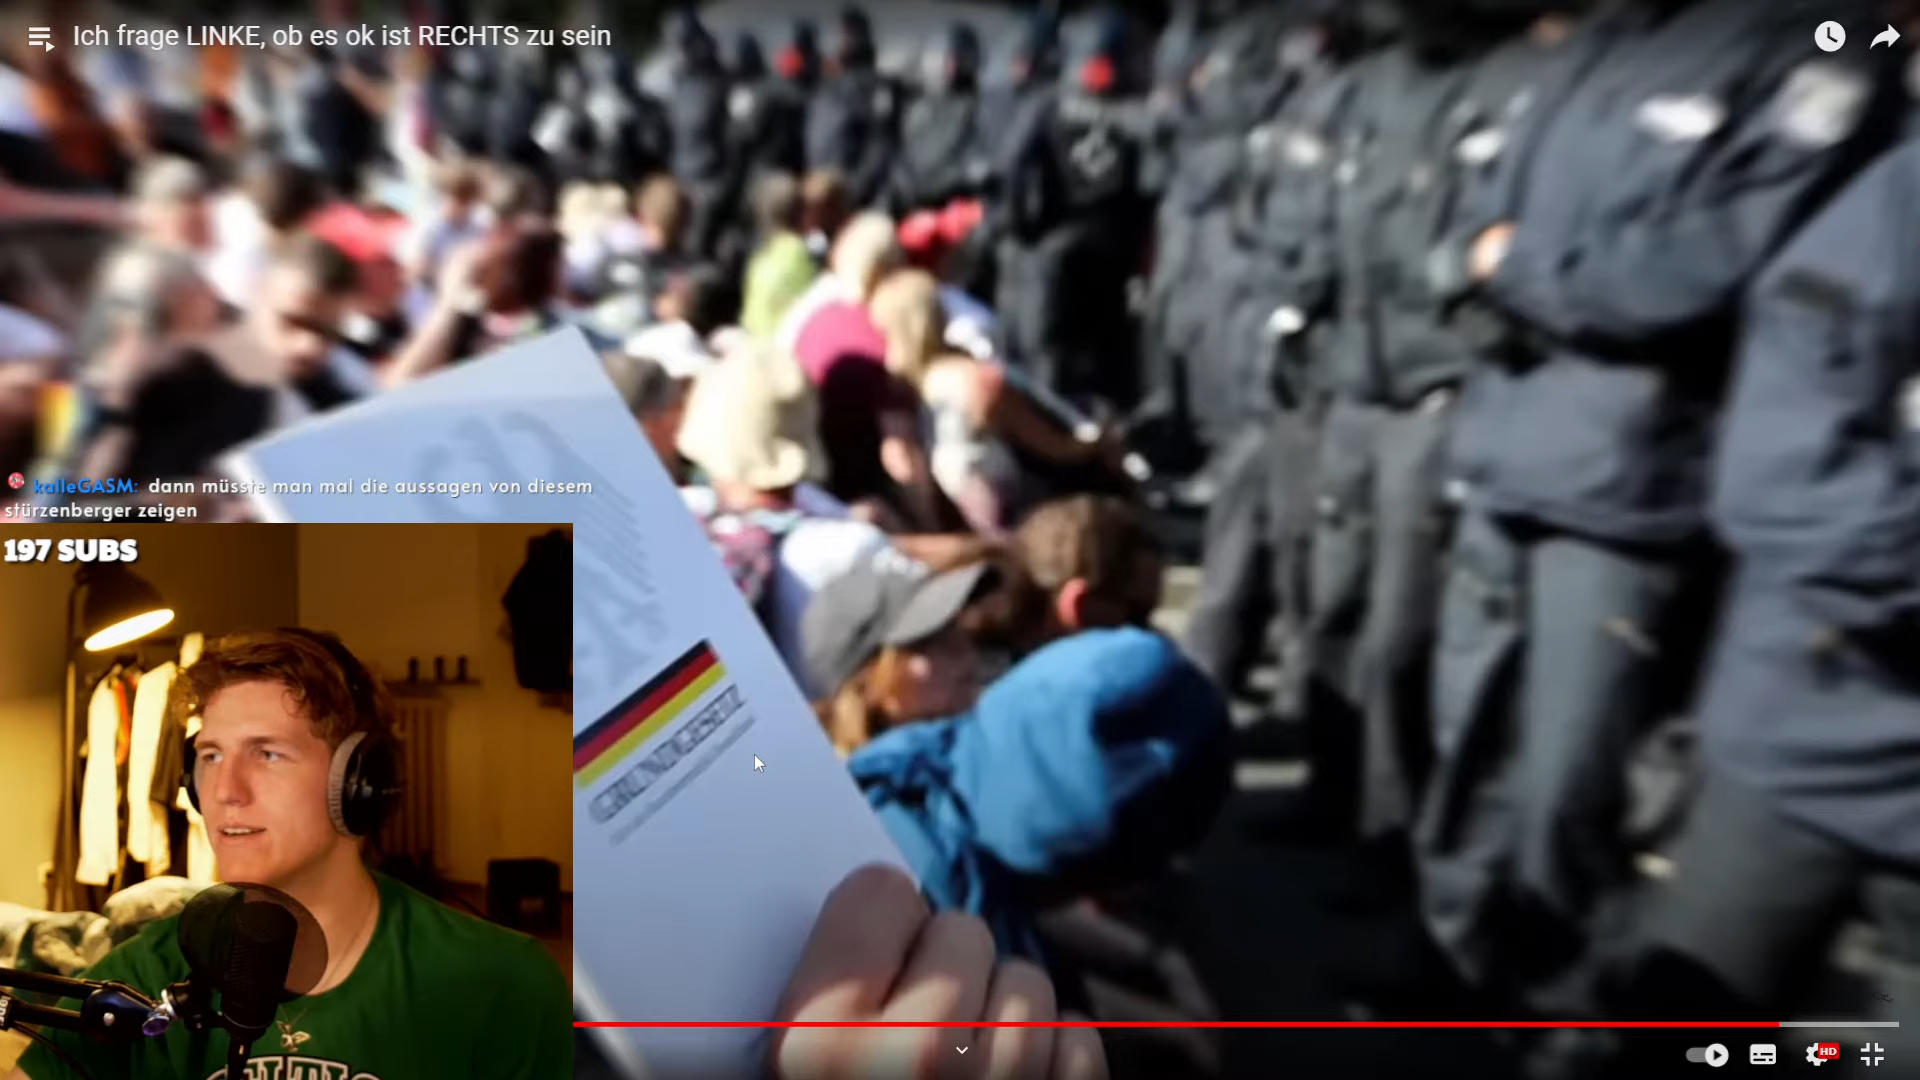 Ich frage LINKE, ob es ok ist RECHTS zu sein
kalleGASM: dann müsste man mal die aussagen von diesem
stürzenberger zeigen
197 SUBS
GRUNDGESETZ
HD